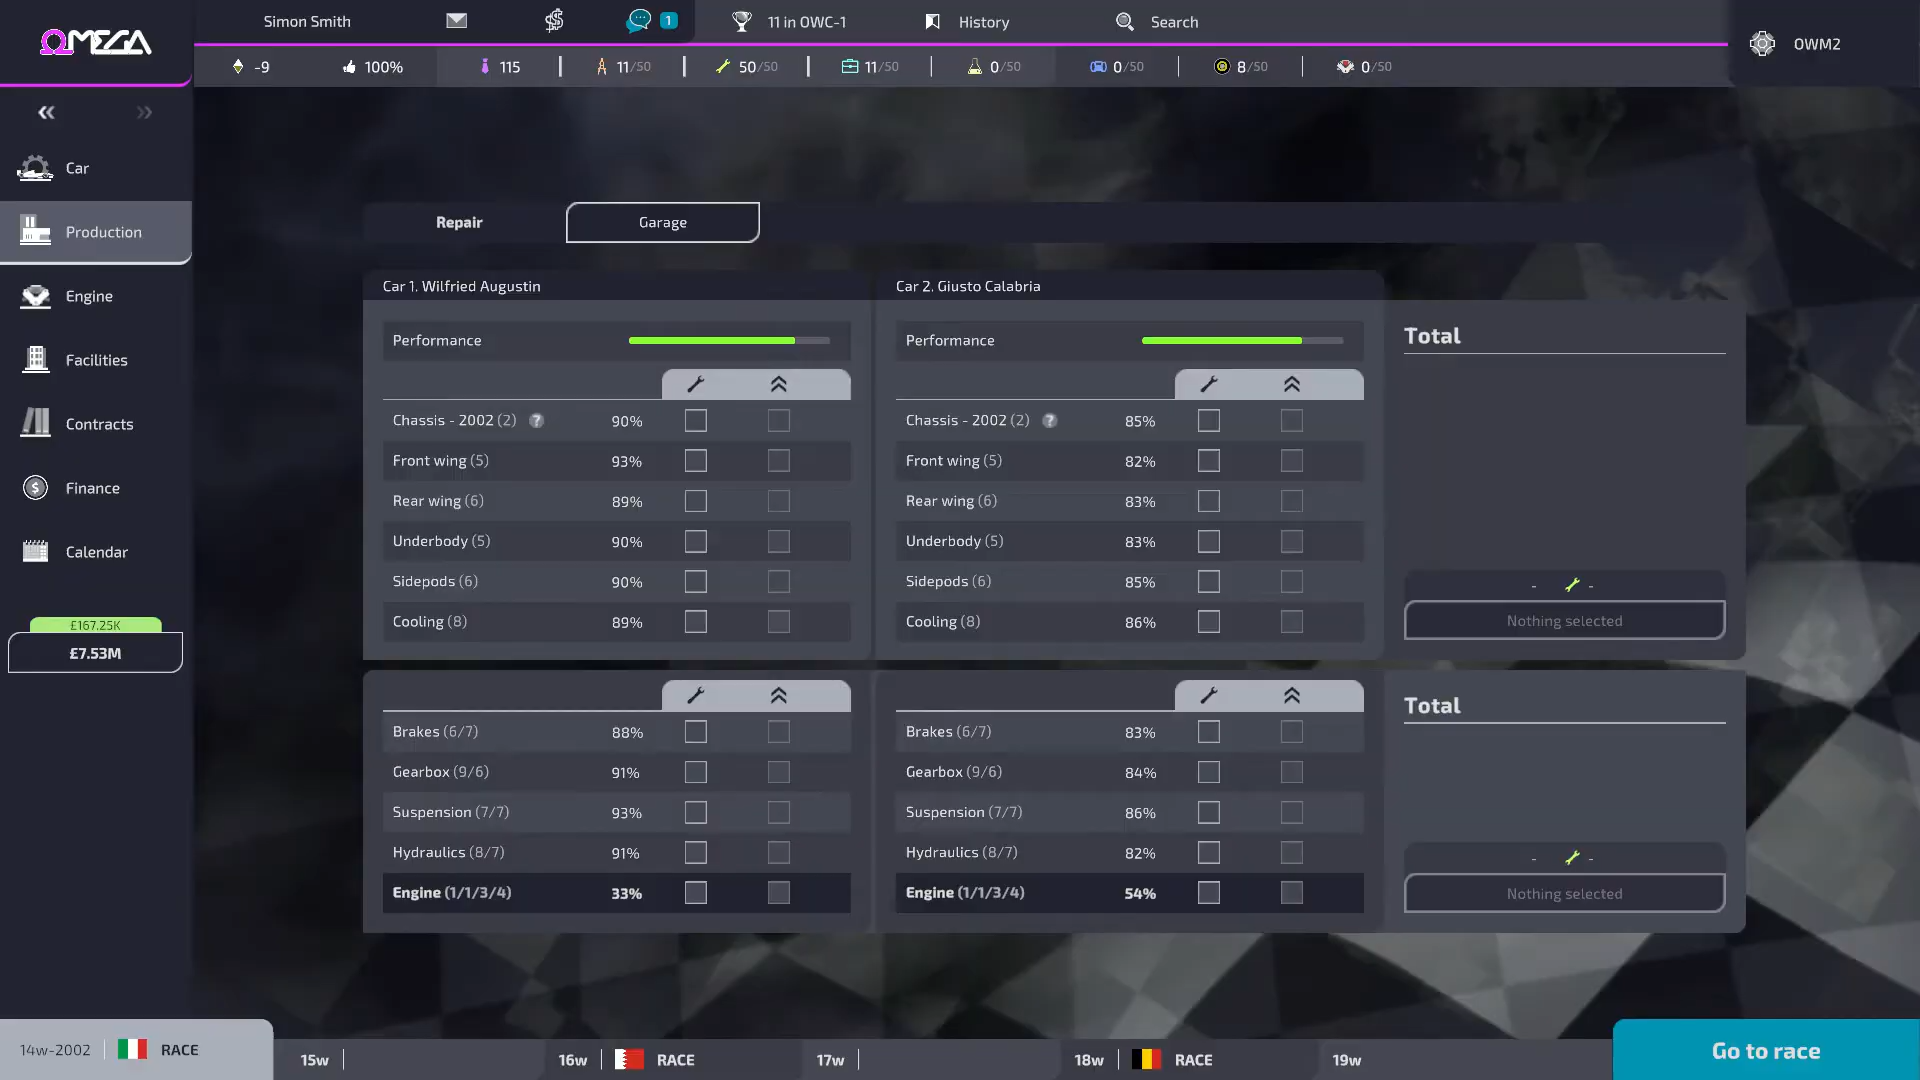 ΩMEGA
Simon Smith
1
11 in OWC-1
History
Search
OWM2
-9
100%
115
11/50
50/50
11/50
0/50
0/50
8/50
0/50
Car
Production
Engine
Facilities
Contracts
Finance
Calendar
£167.25K
£7.53M
Repair
Garage
Car 1. Wilfried Augustin
Performance
Chassis - 2002 (2) ? 90%
Front wing (5) 93%
Rear wing (6) 89%
Underbody (5) 90%
Sidepods (6) 90%
Cooling (8) 89%
Car 2. Giusto Calabria
Performance
Chassis - 2002 (2) ? 85%
Front wing (5) 82%
Rear wing (6) 83%
Underbody (5) 83%
Sidepods (6) 85%
Cooling (8) 86%
Total
- -
Nothing selected
Brakes (6/7) 88%
Gearbox (9/6) 91%
Suspension (7/7) 93%
Hydraulics (8/7) 91%
Engine (1/1/3/4) 33%
Brakes (6/7) 83%
Gearbox (9/6) 84%
Suspension (7/7) 86%
Hydraulics (8/7) 82%
Engine (1/1/3/4) 54%
Total
- -
Nothing selected
14w-2002 RACE
15w
16w RACE
17w
18w RACE
19w
Go to race